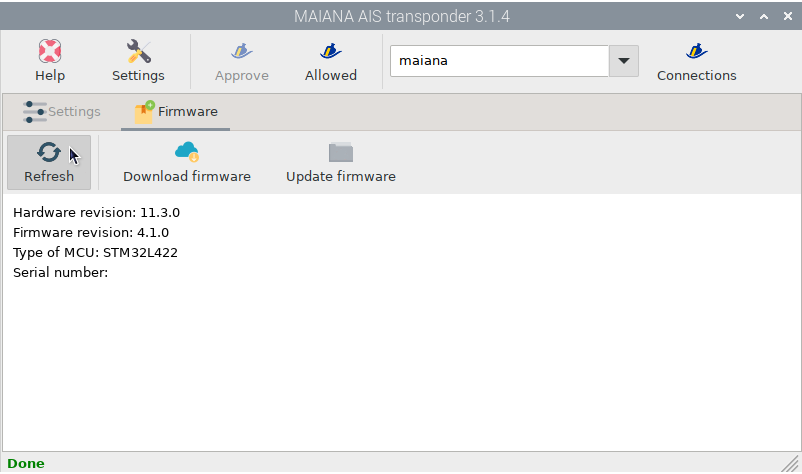 MAIANA AIS transponder 3.1.4
Help Settings Approve Allowed maiana Connections
Settings Firmware
Refresh Download firmware Update firmware
Hardware revision: 11.3.0
Firmware revision: 4.1.0
Type of MCU: STM32L422
Serial number:
Done